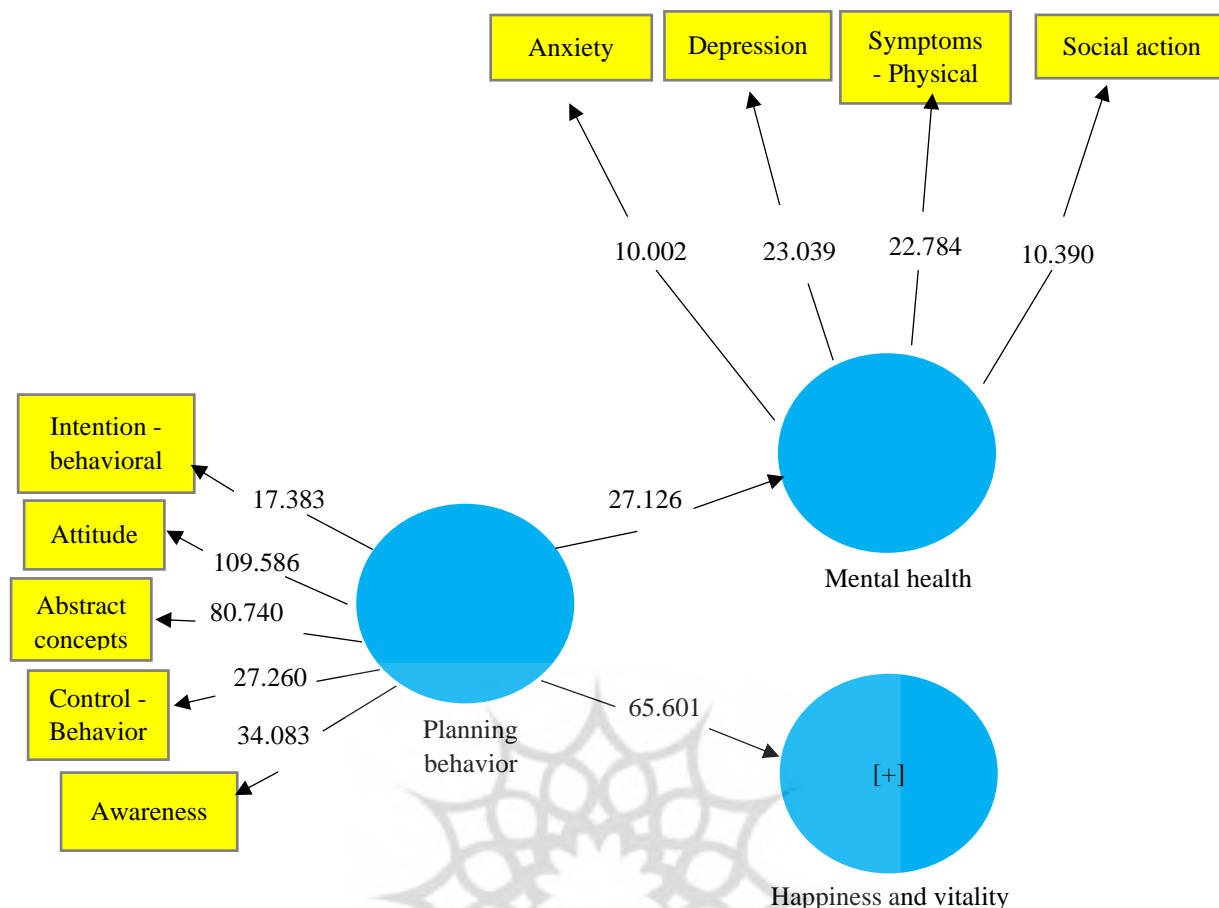 Anxiety
Depression
Symptoms
- Physical
Social action
10.002
23.039
22.784
10.390
Intention -
behavioral
Attitude
Abstract
concepts
Control -
Behavior
Awareness
17.383
109.586
80.740
27.260
34.083
27.126
65.601
Mental health
Planning
behavior
[+]
Happiness and vitality